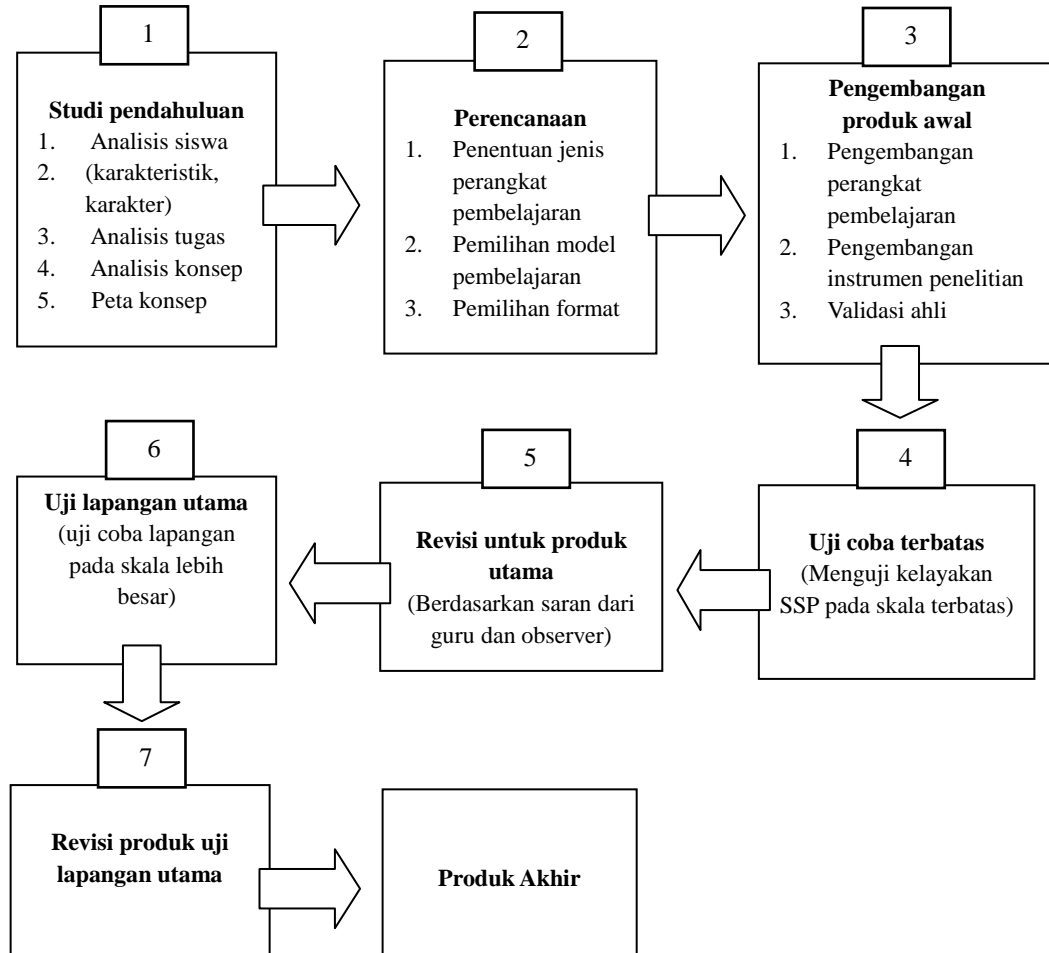 1
Studi pendahuluan
1. Analisis siswa
2. (karakteristik,
karakter)
3. Analisis tugas
4. Analisis konsep
5. Peta konsep
2
Perencanaan
1. Penentuan jenis
perangkat
pembelajaran
2. Pemilihan model
pembelajaran
3. Pemilihan format
3
Pengembangan
produk awal
1. Pengembangan
perangkat
pembelajaran
2. Pengembangan
instrumen penelitian
3. Validasi ahli
4
Uji coba terbatas
(Menguji kelayakan
SSP pada skala terbatas)
5
Revisi untuk produk
utama
(Berdasarkan saran dari
guru dan observer)
6
Uji lapangan utama
(uji coba lapangan
pada skala lebih
besar)
7
Revisi produk uji
lapangan utama
Produk Akhir